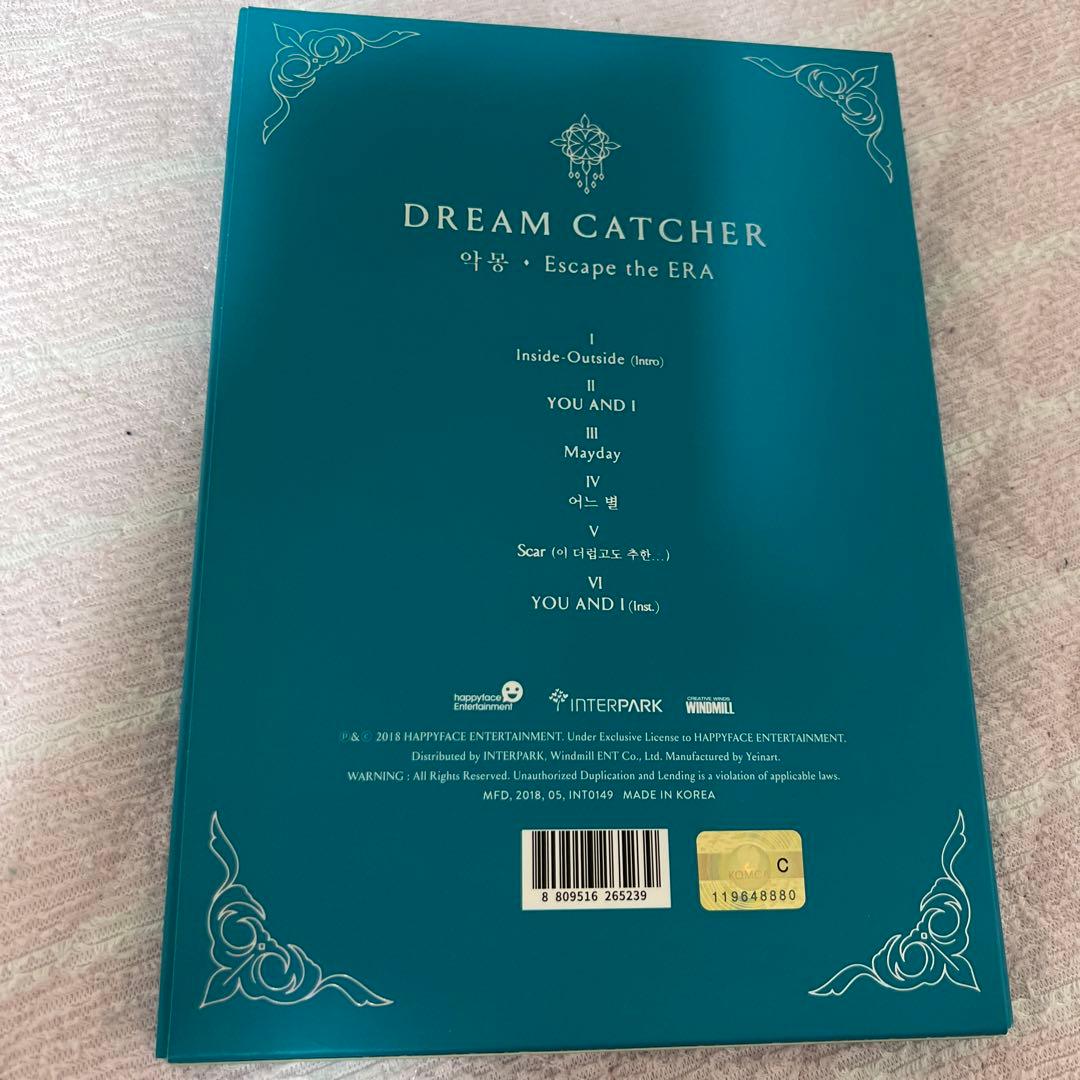 DREAM CATCHER
악몽 · Escape the ERA
I
Inside-Outside (Intro)
II
YOU AND I
III
Mayday
IV
어느 별
V
Scar (이 더럽고도 추한...)
VI
YOU AND I (Inst.)
happyface Entertainment
INTERPARK
CREATIVE WINDS
WINDMILL
℗ & © 2018 HAPPYFACE ENTERTAINMENT. Under Exclusive License to HAPPYFACE ENTERTAINMENT.
Distributed by INTERPARK, Windmill ENT Co., Ltd. Manufactured by Yeinart.
WARNING : All Rights Reserved. Unauthorized Duplication and Lending is a violation of applicable laws.
MFD, 2018, 05, INT0149 MADE IN KOREA
8 809516 265239
KOMCA C
119648880